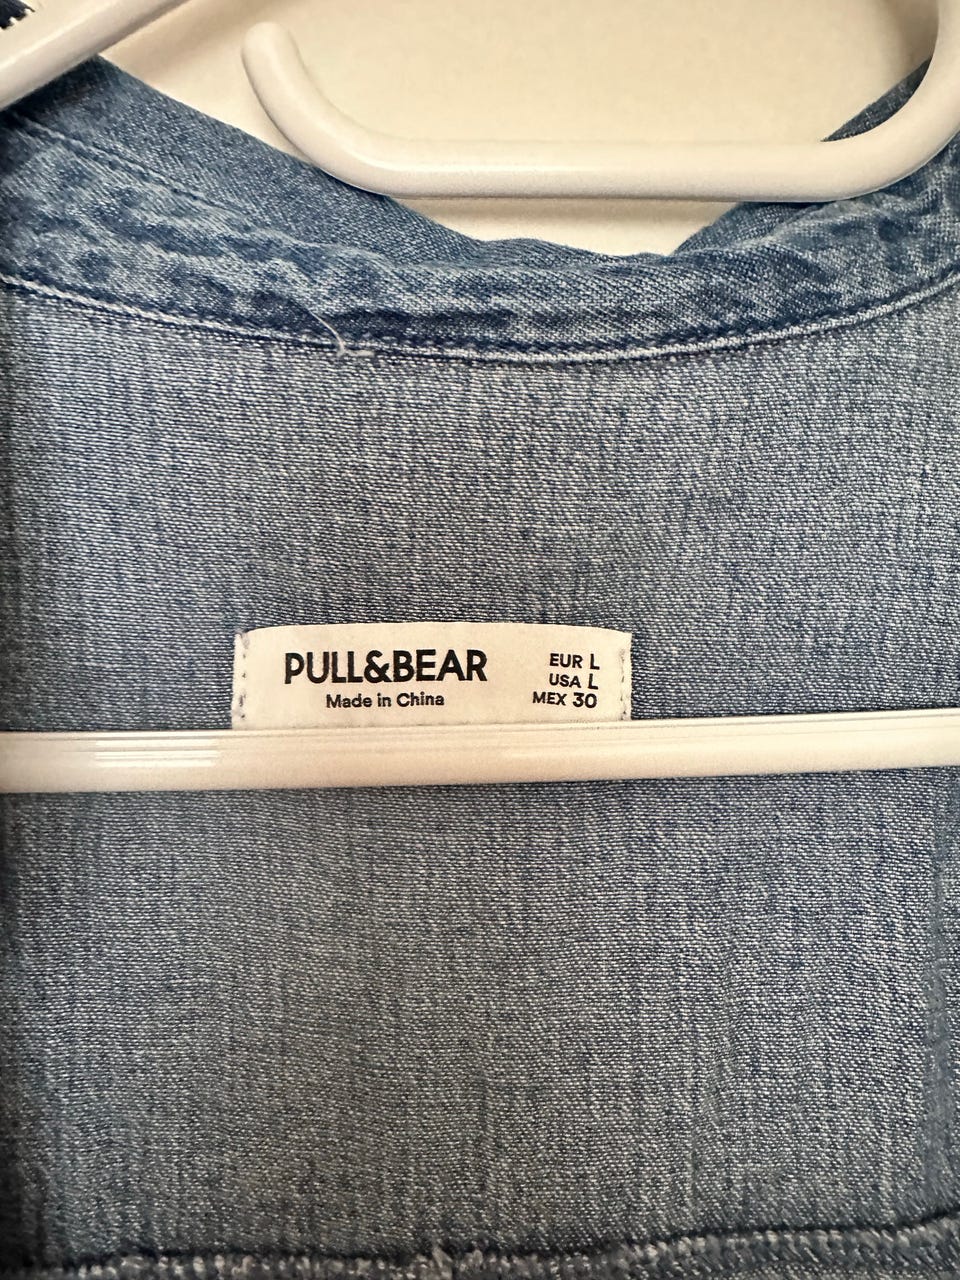 PULL&BEAR
Made in China
EUR L
USA L
MEX 30